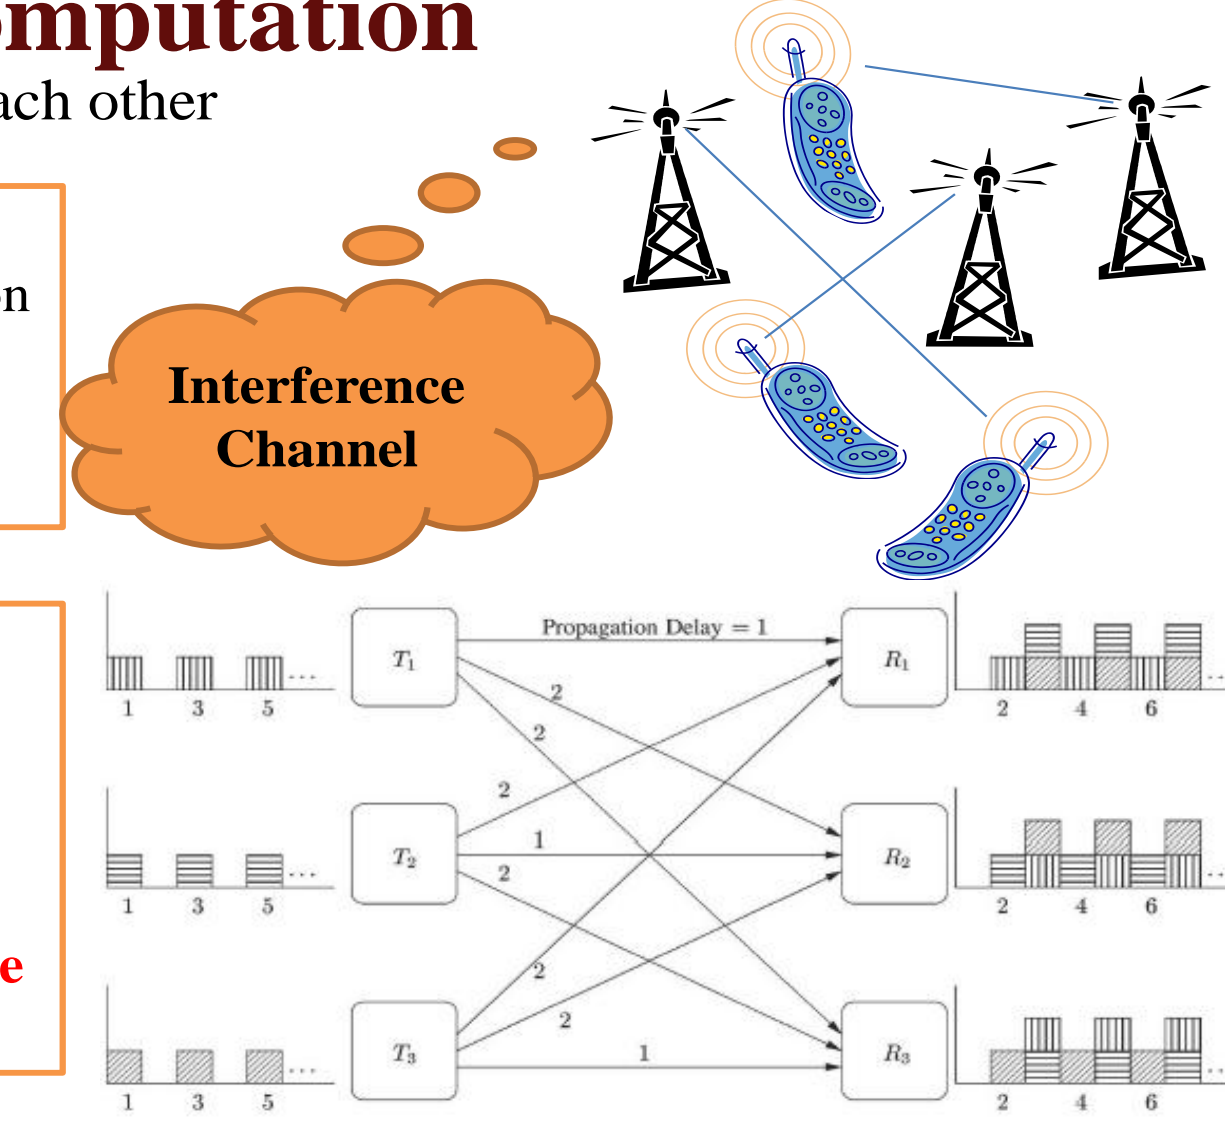 omputation
ach other
on
Interference
Channel
e
Propagation Delay = 1
T₁
R₁
1 3 5 ...
2
2
2 4 6 ..
2
1
2
T₂
R₂
1 3 5 ...
2 4 6 ..
2
2
1
T₃
R₃
1 3 5 ...
2 4 6 ..